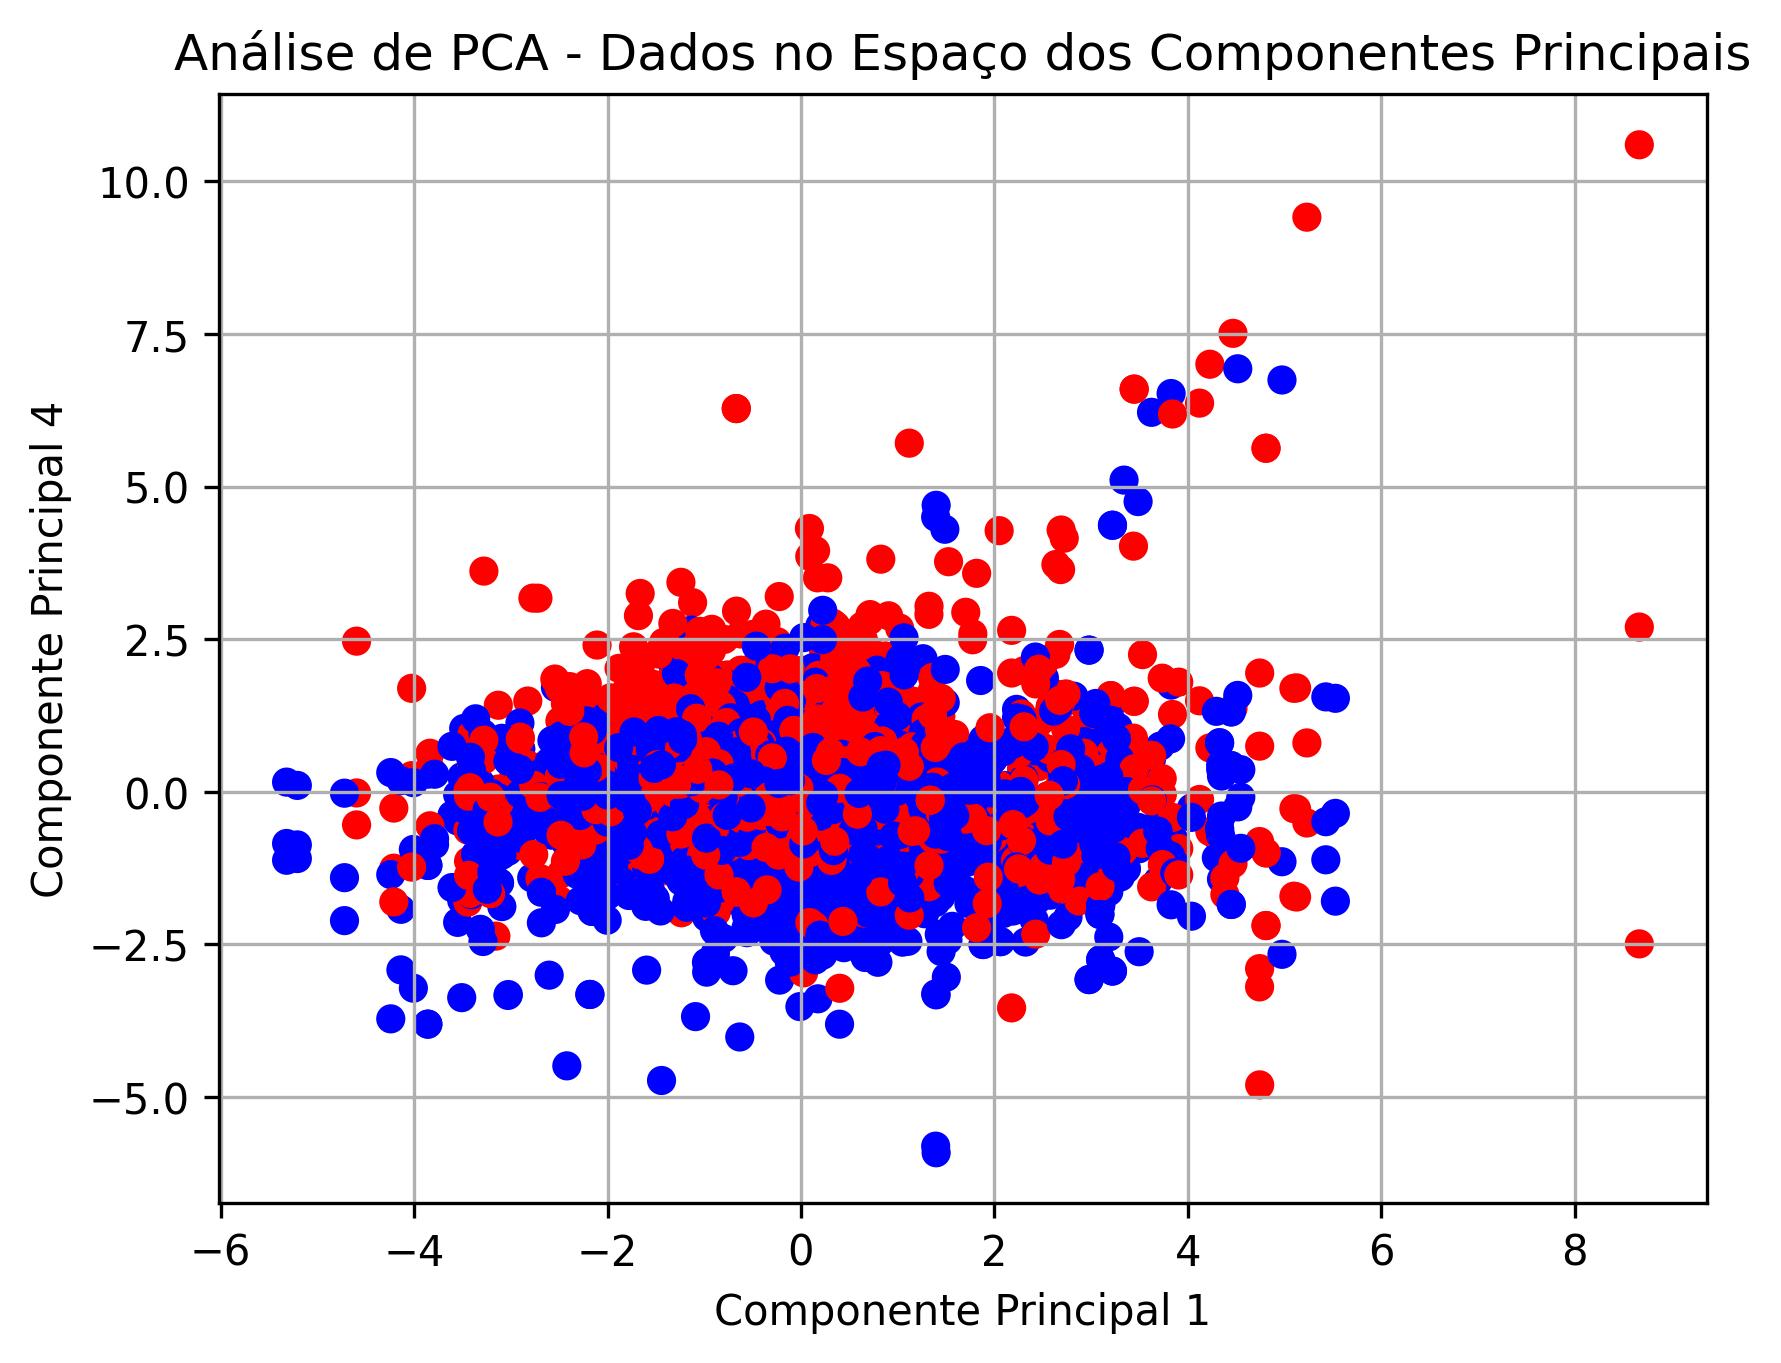 Análise de PCA - Dados no Espaço dos Componentes Principais
10.0
7.5
5.0
2.5
0.0
−2.5
−5.0
Componente Principal 4
−6 −4 −2 0 2 4 6 8
Componente Principal 1